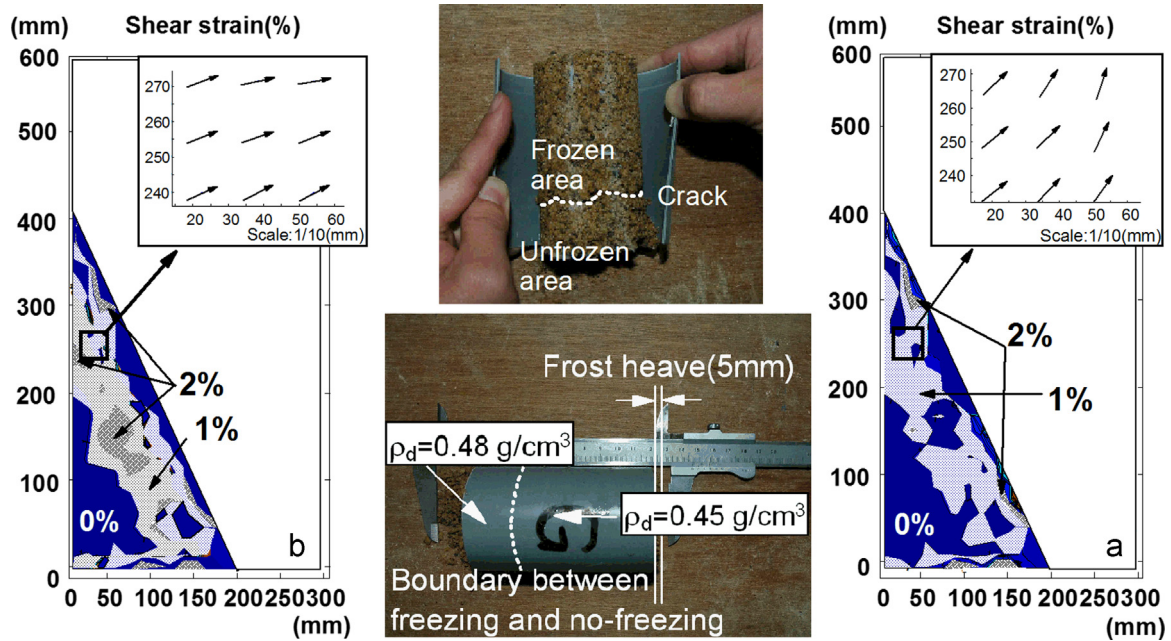 (mm)
Shear strain(%)
600
500
400
300
200
100
0
270
260
250
240
20 30 40 50 60
Scale:1/10(mm)
2%
1%
0%
b
0 50 100 150 200 250 300
(mm)
Frozen
area
Crack
Unfrozen
area
Frost heave(5mm)
ρd=0.48 g/cm³
ρd=0.45 g/cm³
G
Boundary between
freezing and no-freezing
(mm)
Shear strain(%)
600
500
400
300
200
100
0
270
260
250
240
20 30 40 50 60
Scale:1/10(mm)
2%
1%
0%
a
0 50 100 150 200 250 300
(mm)